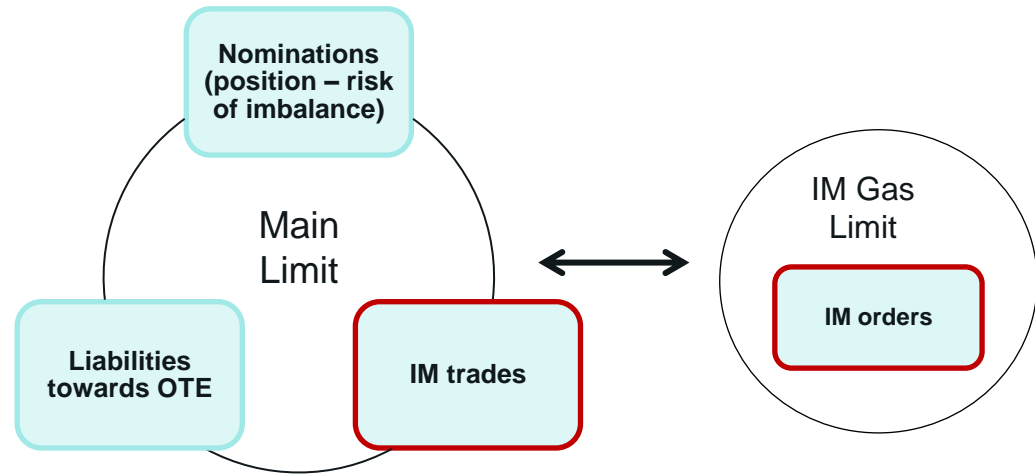 Nominations
(position – risk
of imbalance)
Main
Limit
Liabilities
towards OTE
IM trades
IM Gas
Limit
IM orders